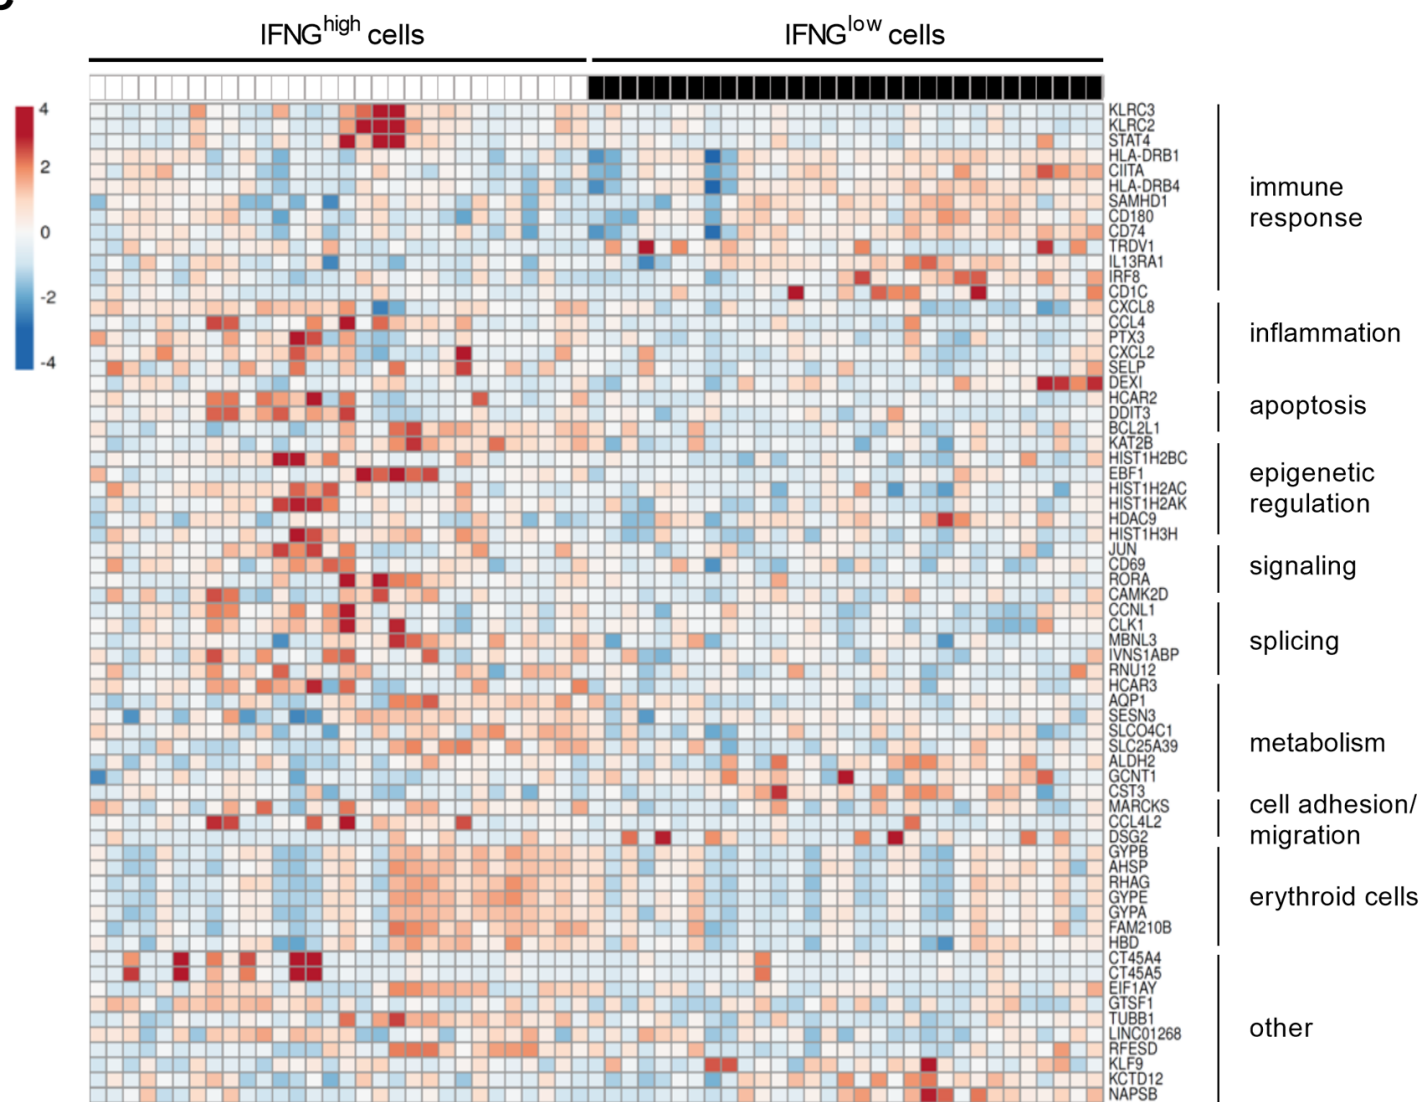 IFNGhigh cells
IFNGlow cells
4
2
0
-2
-4
KLRC3
KLRC2
STAT4
HLA-DRB1
CIITA
HLA-DRB4
SAMHD1
CD180
CD74
TRDV1
IL13RA1
IRF8
CD1C
CXCL8
CCL4
PTX3
CXCL2
SELP
DEXI
HCAR2
DDIT3
BCL2L1
KAT2B
HIST1H2BC
EBF1
HIST1H2AC
HIST1H2AK
HDAC9
HIST1H3H
JUN
CD69
RORA
CAMK2D
CCNL1
CLK1
MBNL3
IVNS1ABP
RNU12
HCAR3
AQP1
SESN3
SLCO4C1
SLC25A39
ALDH2
GCNT1
CST3
MARCKS
CCL4L2
DSG2
GYPB
AHSP
RHAG
GYPE
GYPA
FAM210B
HBD
CT45A4
CT45A5
EIF1AY
GTSF1
TUBB1
LINC01268
RFESD
KLF9
KCTD12
NAPSB
immune
response
inflammation
apoptosis
epigenetic
regulation
signaling
splicing
metabolism
cell adhesion/
migration
erythroid cells
other